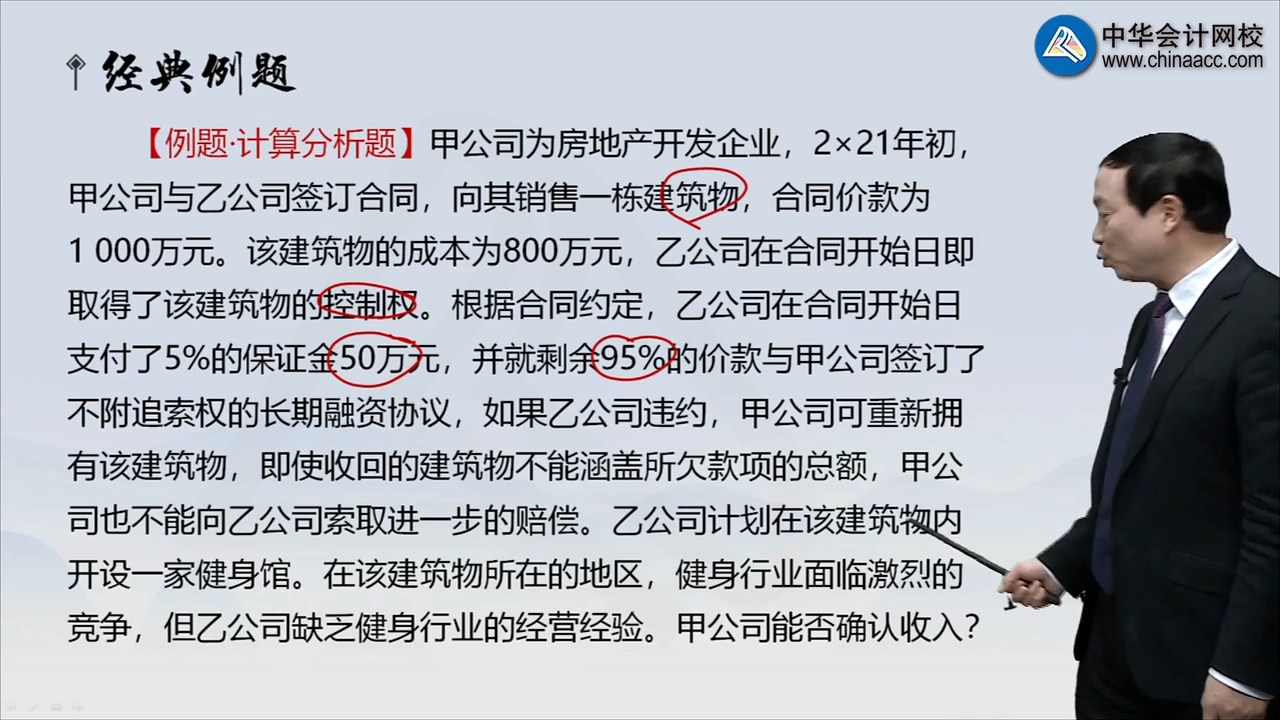 中华会计网校
www.chinaacc.com
经典例题
【例题·计算分析题】甲公司为房地产开发企业，2×21年初，
甲公司与乙公司签订合同，向其销售一栋建筑物，合同价款为
1 000万元。该建筑物的成本为800万元，乙公司在合同开始日即
取得了该建筑物的控制权。根据合同约定，乙公司在合同开始日
支付了5%的保证金50万元，并就剩余95%的价款与甲公司签订了
不附追索权的长期融资协议，如果乙公司违约，甲公司可重新拥
有该建筑物，即使收回的建筑物不能涵盖所欠款项的总额，甲公
司也不能向乙公司索取进一步的赔偿。乙公司计划在该建筑物内
开设一家健身馆。在该建筑物所在的地区，健身行业面临激烈的
竞争，但乙公司缺乏健身行业的经营经验。甲公司能否确认收入？